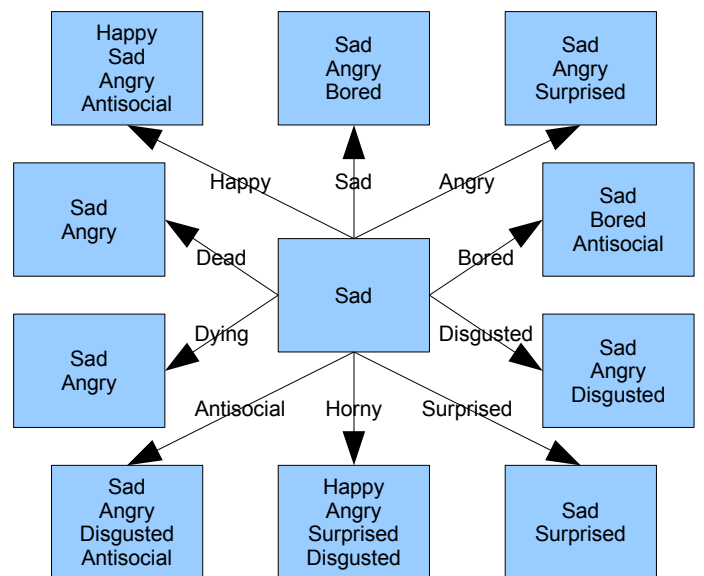 Happy
Sad
Angry
Antisocial
Sad
Angry
Bored
Sad
Angry
Surprised
Happy
Sad
Angry
Sad
Angry
Sad
Bored
Antisocial
Dead
Bored
Sad
Dying
Disgusted
Sad
Angry
Sad
Angry
Disgusted
Antisocial
Horny
Surprised
Sad
Angry
Disgusted
Antisocial
Happy
Angry
Surprised
Disgusted
Sad
Surprised